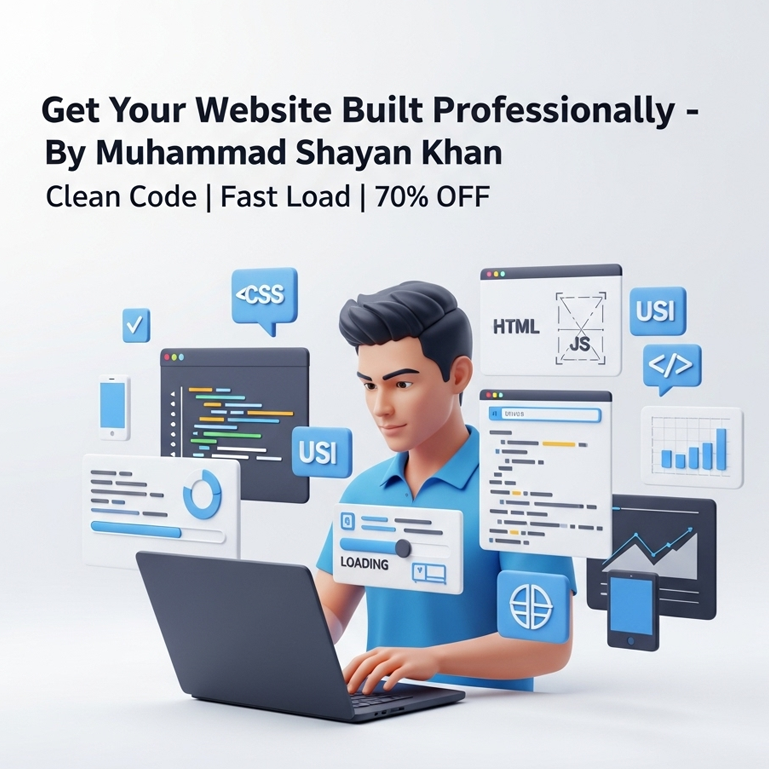 Get Your Website Built Professionally -
By Muhammad Shayan Khan
Clean Code | Fast Load | 70% OFF
<CSS
HTML
JS
USI
</>
USI
LOADING